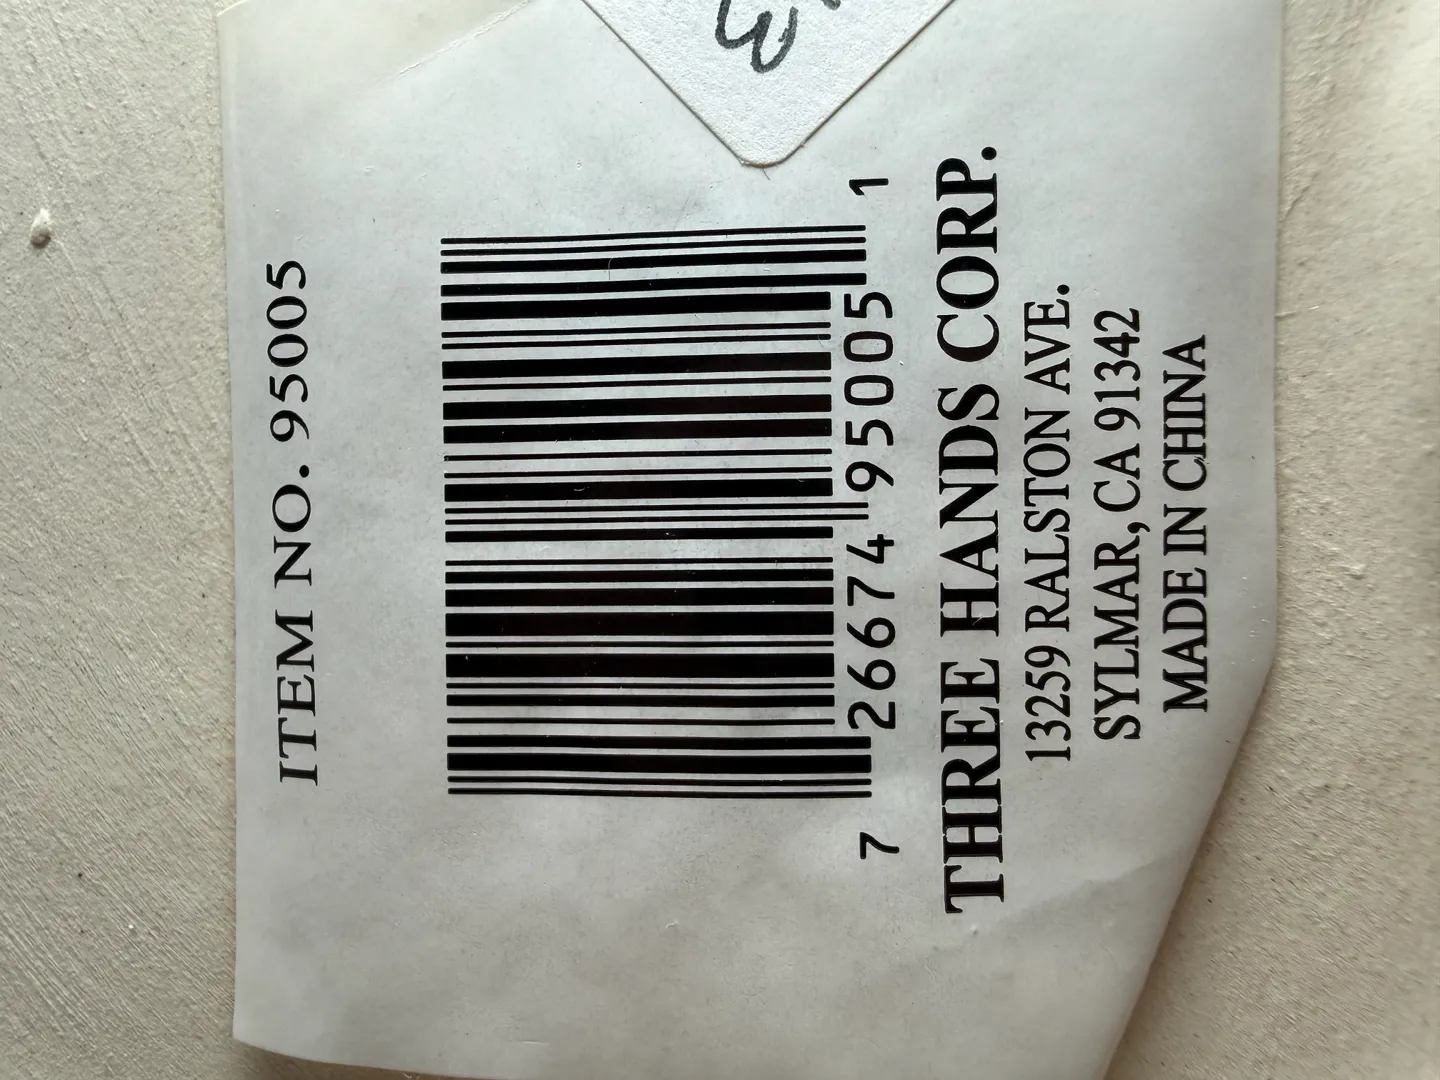 ITEM NO. 95005
7 26674 95005 1
THREE HANDS CORP.
13259 RALSTON AVE.
SYLMAR, CA 91342
MADE IN CHINA